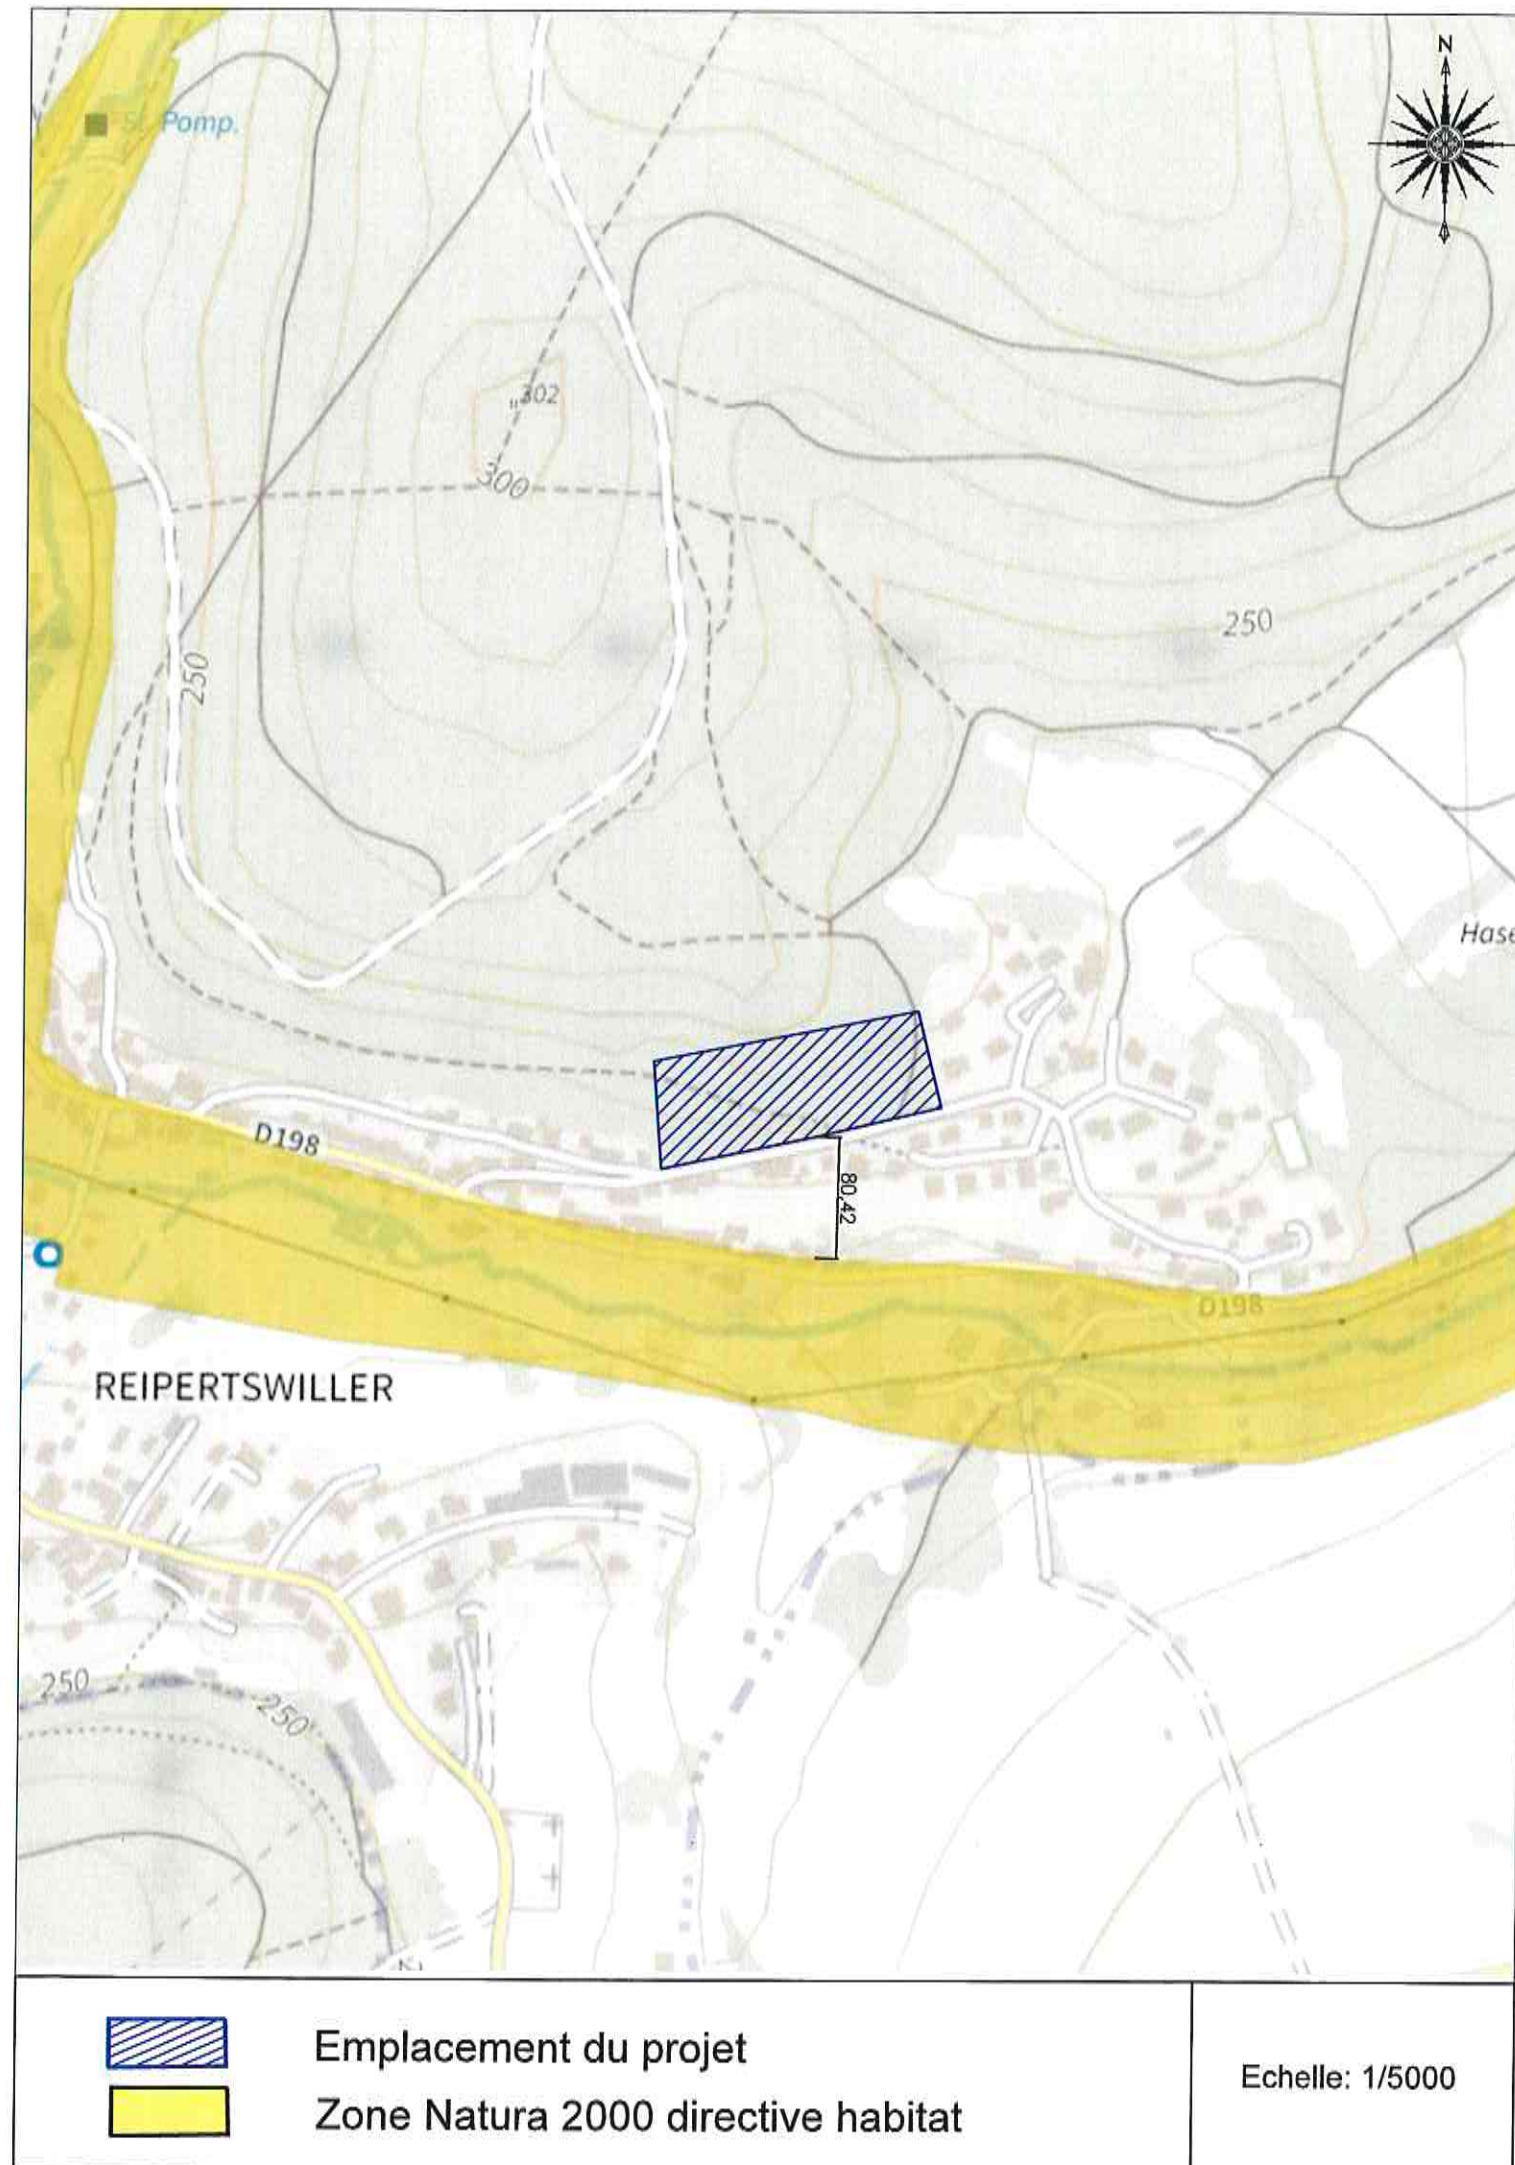 N
St Pomp.
302
300
250
250
Hase
D198
80,42
D198
REIPERTSWILLER
250
250
Emplacement du projet
Zone Natura 2000 directive habitat
Echelle: 1/5000